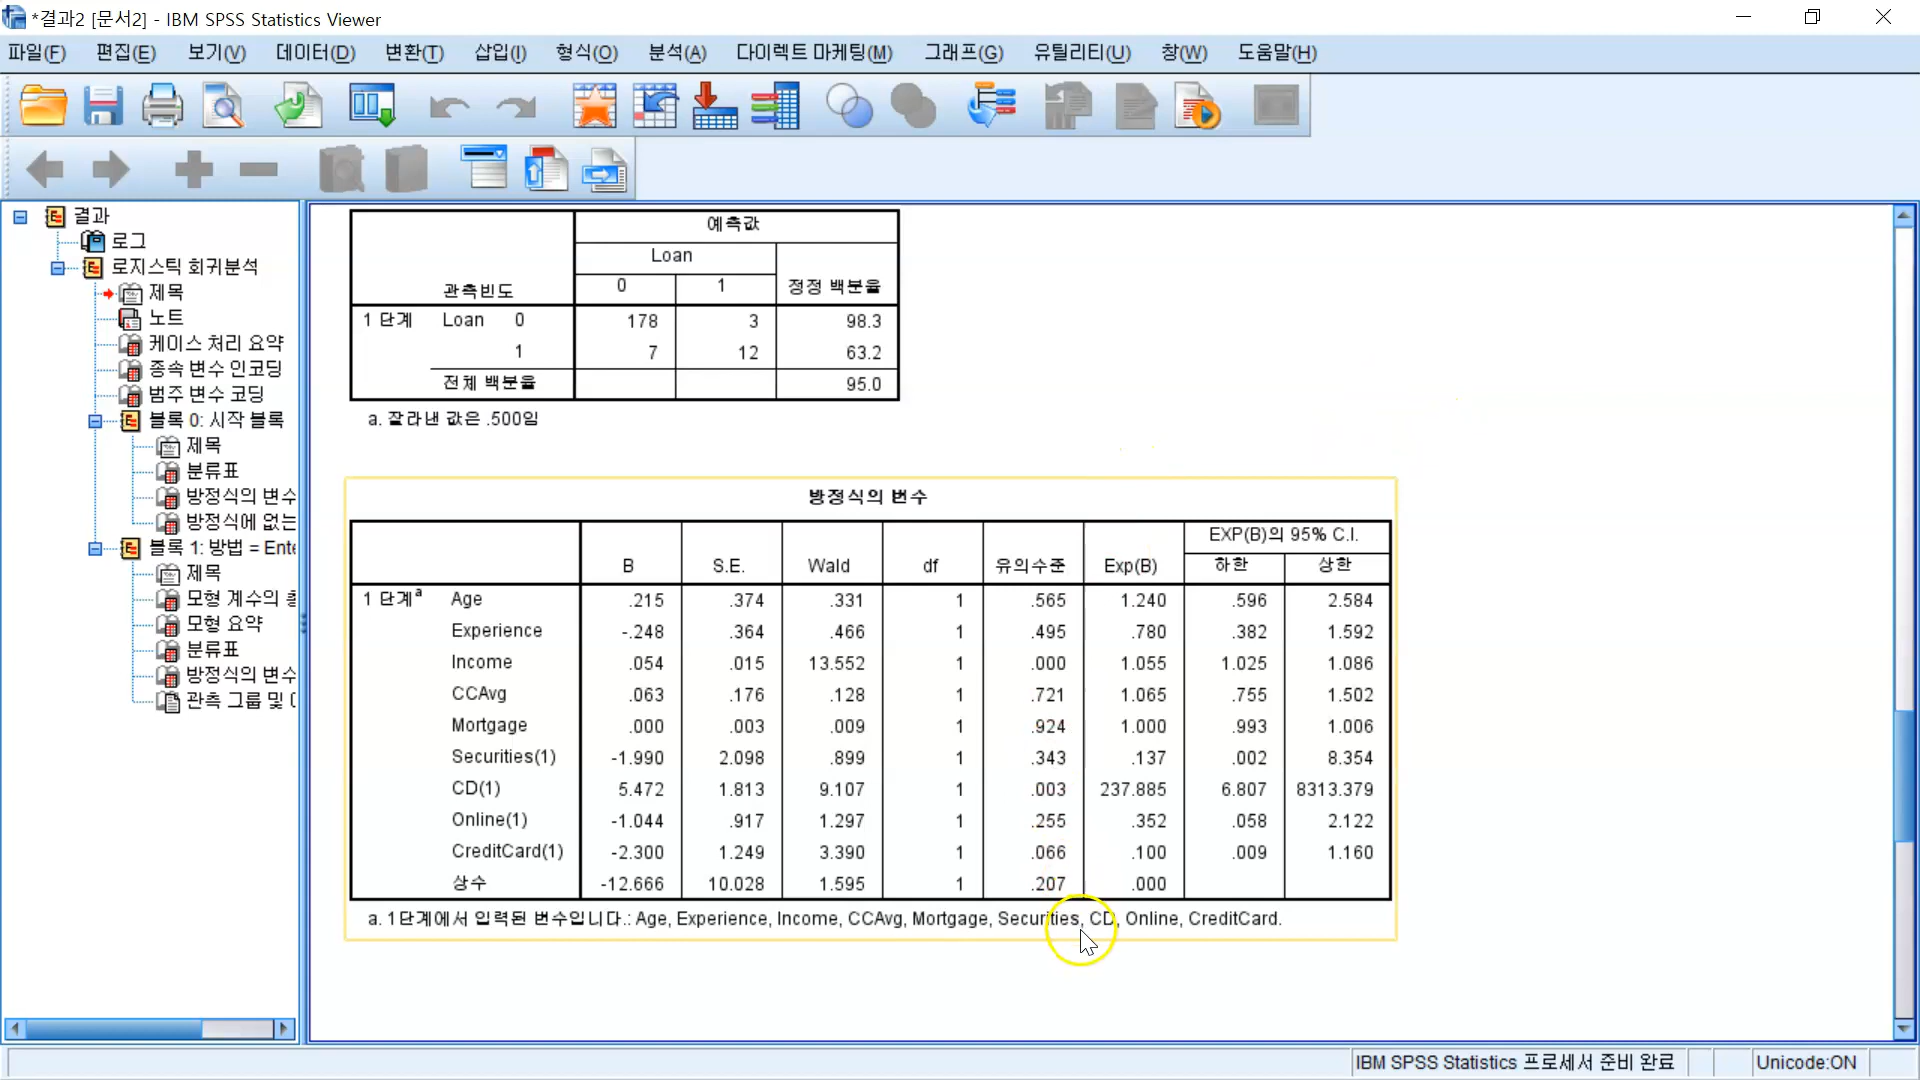 *결과2 [문서2] - IBM SPSS Statistics Viewer
파일(F) 편집(E) 보기(V) 데이터(D) 변환(T) 삽입(I) 형식(O) 분석(A) 다이렉트 마케팅(M) 그래프(G) 유틸리티(U) 창(W) 도움말(H)
결과
로그
로지스틱 회귀분석
제목
노트
케이스 처리 요약
종속 변수 인코딩
범주 변수 코딩
블록 0: 시작 블록
제목
분류표
방정식의 변수
방정식에 없는
블록 1: 방법 = Ente
제목
모형 계수의
모형 요약
분류표
방정식의 변수
관측 그룹 및
예측값
Loan
관측빈도 0 1 정정 백분율
1 단계 Loan 0 178 3 98.3
1 7 12 63.2
전체 백분율 95.0
a. 잘라낸 값은 .500임
방정식의 변수
EXP(B)의 95% C.I.
B S.E. Wald df 유의수준 Exp(B) 하한 상한
1 단계a Age .215 .374 .331 1 .565 1.240 .596 2.584
Experience -.248 .364 .466 1 .495 .780 .382 1.592
Income .054 .015 13.552 1 .000 1.055 1.025 1.086
CCAvg .063 .176 .128 1 .721 1.065 .755 1.502
Mortgage .000 .003 .009 1 .924 1.000 .993 1.006
Securities(1) -1.990 2.098 .899 1 .343 .137 .002 8.354
CD(1) 5.472 1.813 9.107 1 .003 237.885 6.807 8313.379
Online(1) -1.044 .917 1.297 1 .255 .352 .058 2.122
CreditCard(1) -2.300 1.249 3.390 1 .066 .100 .009 1.160
상수 -12.666 10.028 1.595 1 .207 .000
a. 1단계에서 입력된 변수입니다.: Age, Experience, Income, CCAvg, Mortgage, Securities, CD, Online, CreditCard.
IBM SPSS Statistics 프로세서 준비 완료 Unicode:ON